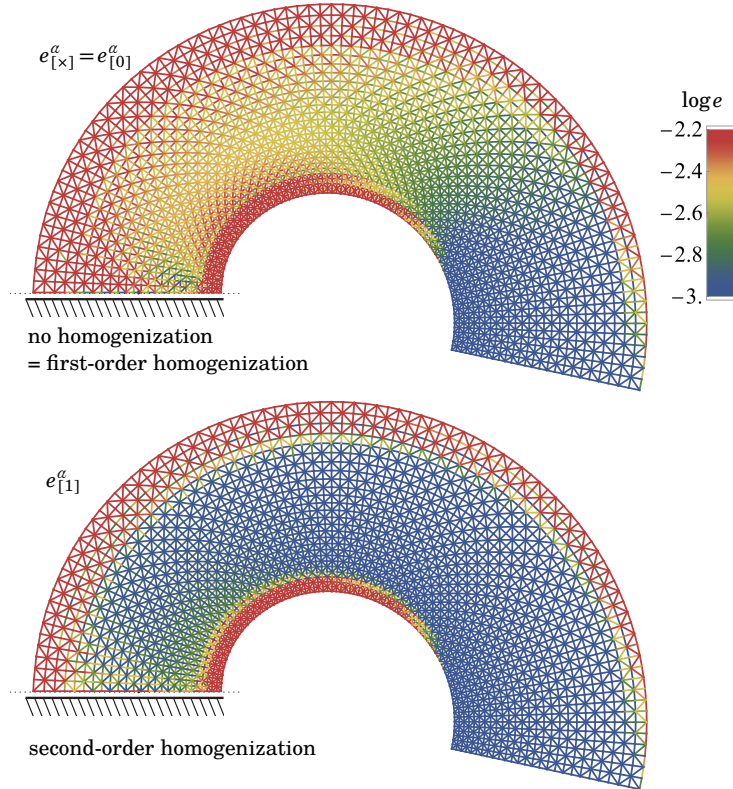 e^α_[×] = e^α_[0]
log e
−2.2
−2.4
−2.6
−2.8
−3.
no homogenization
= first-order homogenization
e^α_[1]
second-order homogenization